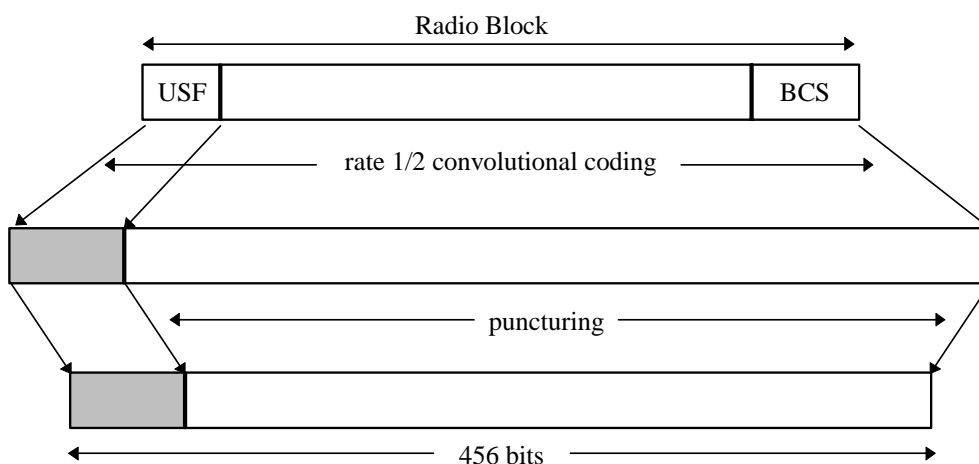 Radio Block
USF
BCS
rate 1/2 convolutional coding
puncturing
456 bits